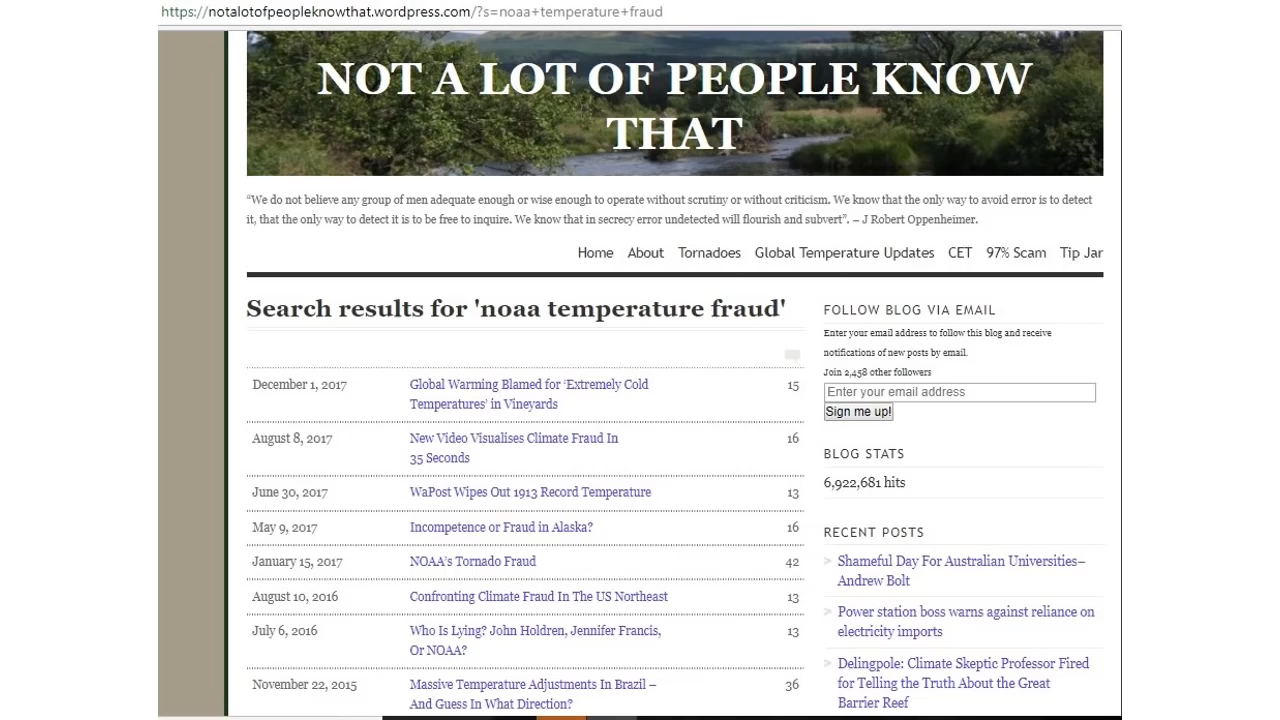 https://notalotofpeopleknowthat.wordpress.com/?s=noaa+temperature+fraud
NOT A LOT OF PEOPLE KNOW
THAT
“We do not believe any group of men adequate enough or wise enough to operate without scrutiny or without criticism. We know that the only way to avoid error is to detect
it, that the only way to detect it is to be free to inquire. We know that in secrecy error undetected will flourish and subvert”. – J Robert Oppenheimer.
Home About Tornadoes Global Temperature Updates CET 97% Scam Tip Jar
Search results for 'noaa temperature fraud'
December 1, 2017 Global Warming Blamed for ‘Extremely Cold 15
Temperatures’ in Vineyards
August 8, 2017 New Video Visualises Climate Fraud In 16
35 Seconds
June 30, 2017 WaPost Wipes Out 1913 Record Temperature 13
May 9, 2017 Incompetence or Fraud in Alaska? 16
January 15, 2017 NOAA’s Tornado Fraud 42
August 10, 2016 Confronting Climate Fraud In The US Northeast 13
July 6, 2016 Who Is Lying? John Holdren, Jennifer Francis, 13
Or NOAA?
November 22, 2015 Massive Temperature Adjustments In Brazil – 36
And Guess In What Direction?
FOLLOW BLOG VIA EMAIL
Enter your email address to follow this blog and receive
notifications of new posts by email.
Join 2,458 other followers
Enter your email address
Sign me up!
BLOG STATS
6,922,681 hits
RECENT POSTS
Shameful Day For Australian Universities–
Andrew Bolt
Power station boss warns against reliance on
electricity imports
Delingpole: Climate Skeptic Professor Fired
for Telling the Truth About the Great
Barrier Reef